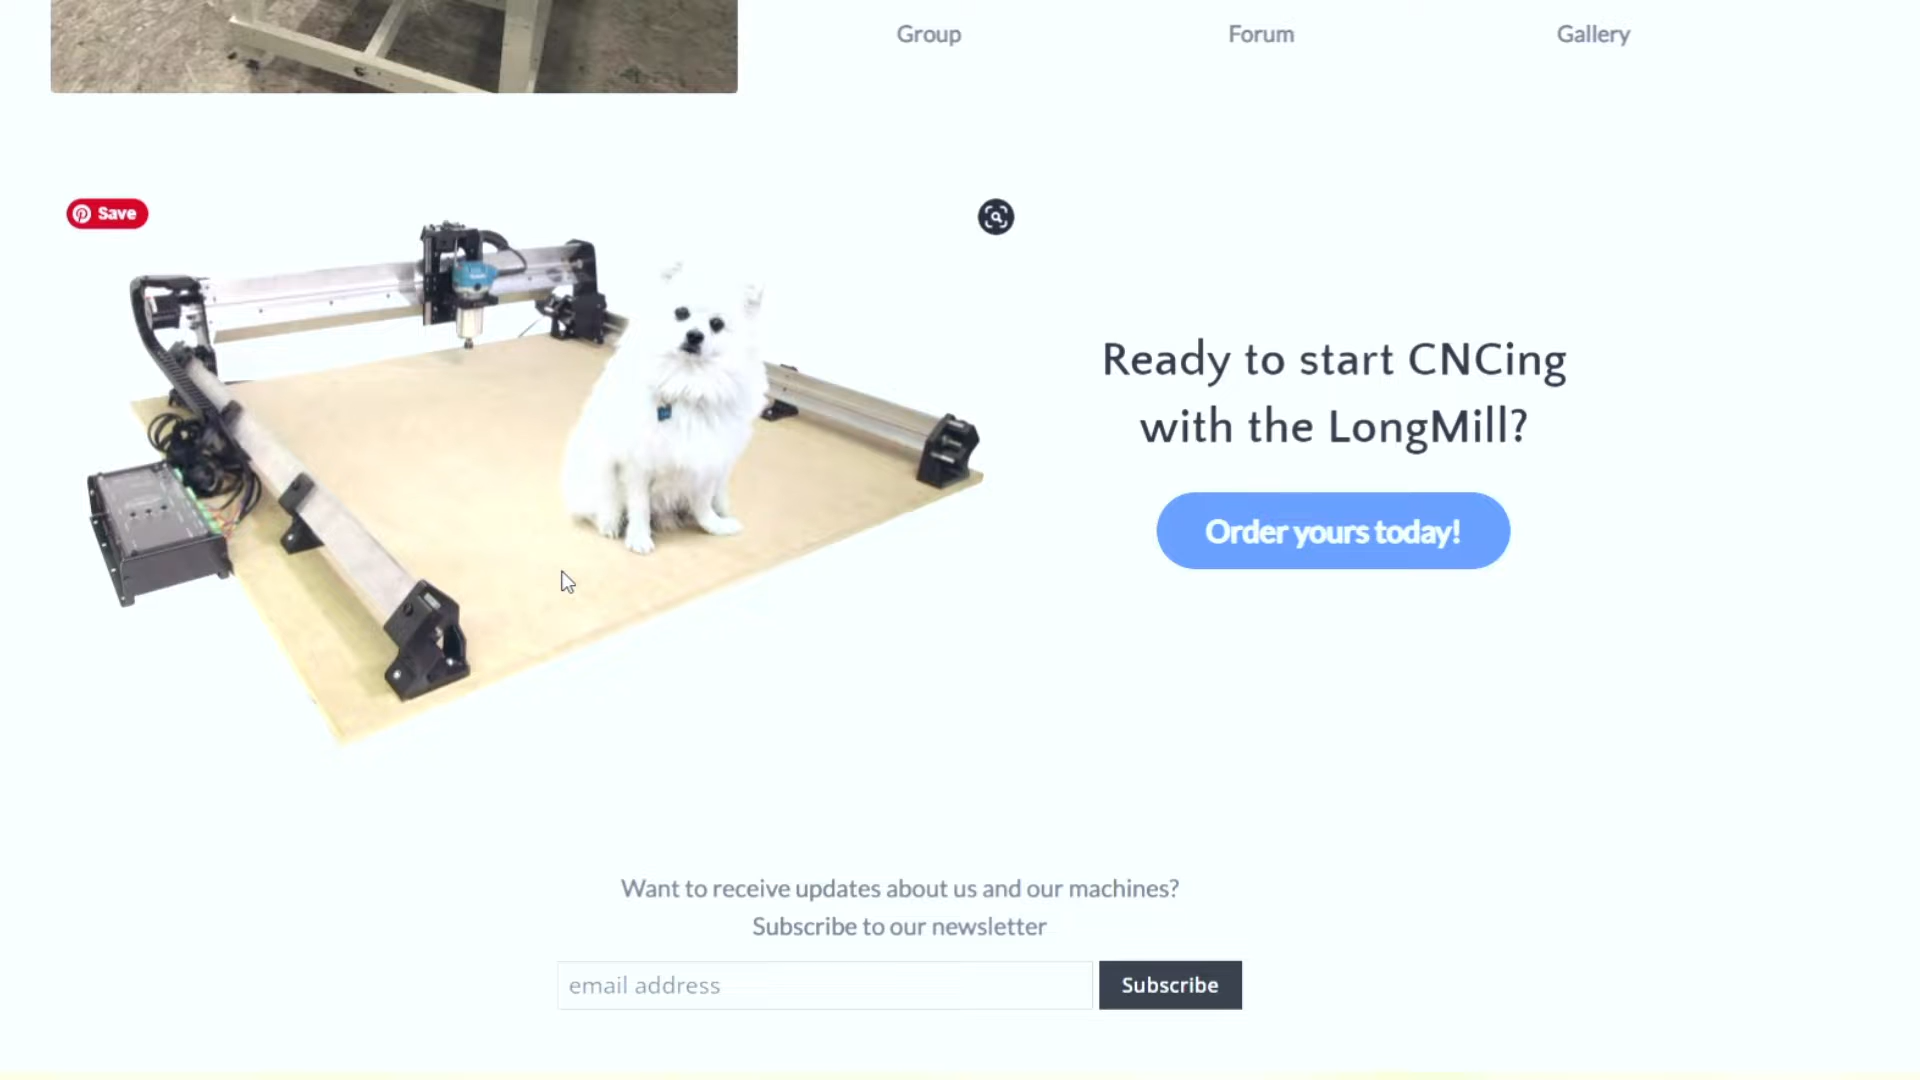 Group
Forum
Gallery
Save
Ready to start CNCing
with the LongMill?
Order yours today!
Want to receive updates about us and our machines?
Subscribe to our newsletter
email address
Subscribe